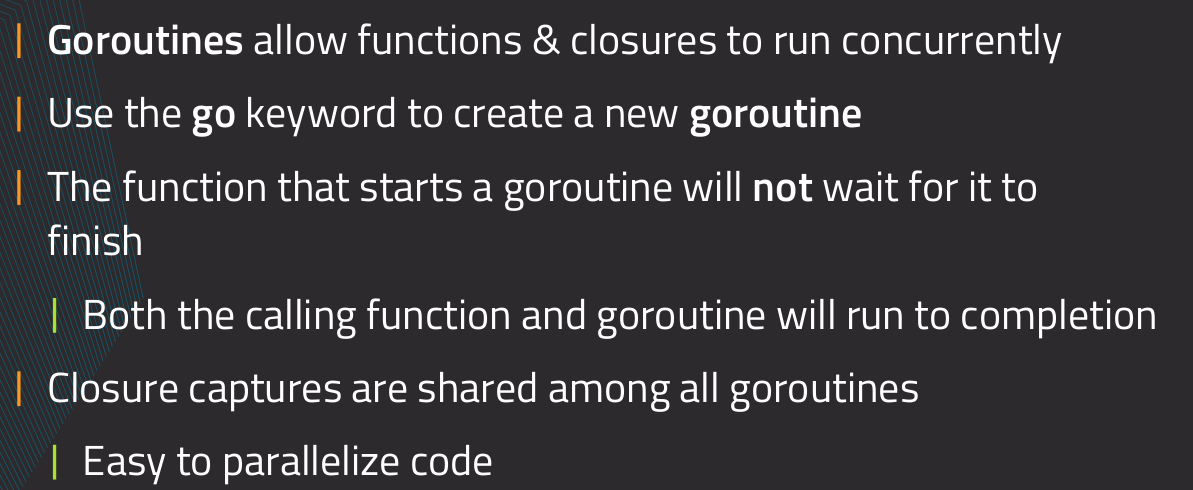 Goroutines allow functions & closures to run concurrently
Use the go keyword to create a new goroutine
The function that starts a goroutine will not wait for it to
finish
Both the calling function and goroutine will run to completion
Closure captures are shared among all goroutines
Easy to parallelize code